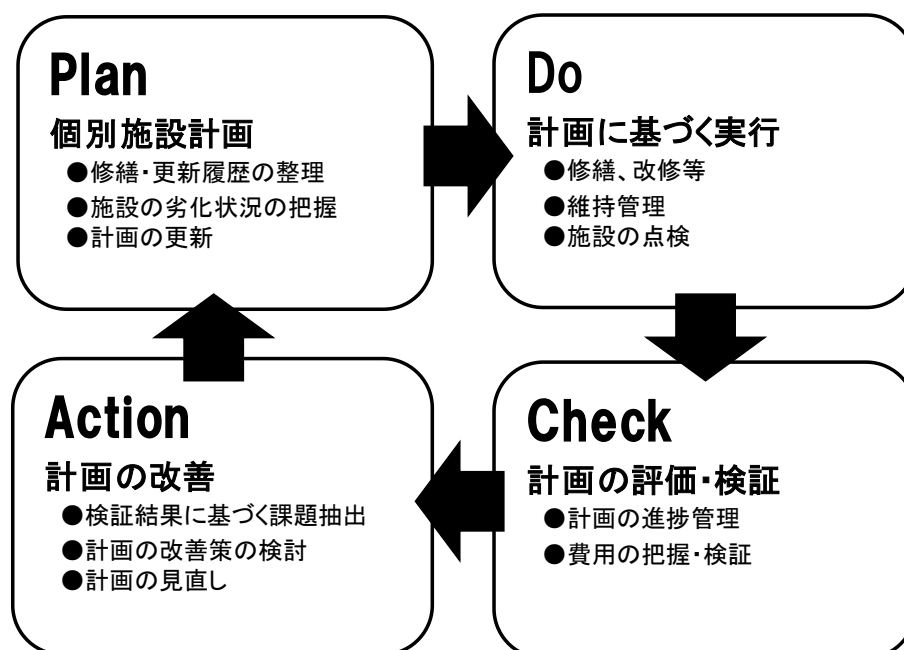 Plan
個別施設計画
●修繕・更新履歴の整理
●施設の劣化状況の把握
●計画の更新
Do
計画に基づく実行
●修繕、改修等
●維持管理
●施設の点検
Check
計画の評価・検証
●計画の進捗管理
●費用の把握・検証
Action
計画の改善
●検証結果に基づく課題抽出
●計画の改善策の検討
●計画の見直し